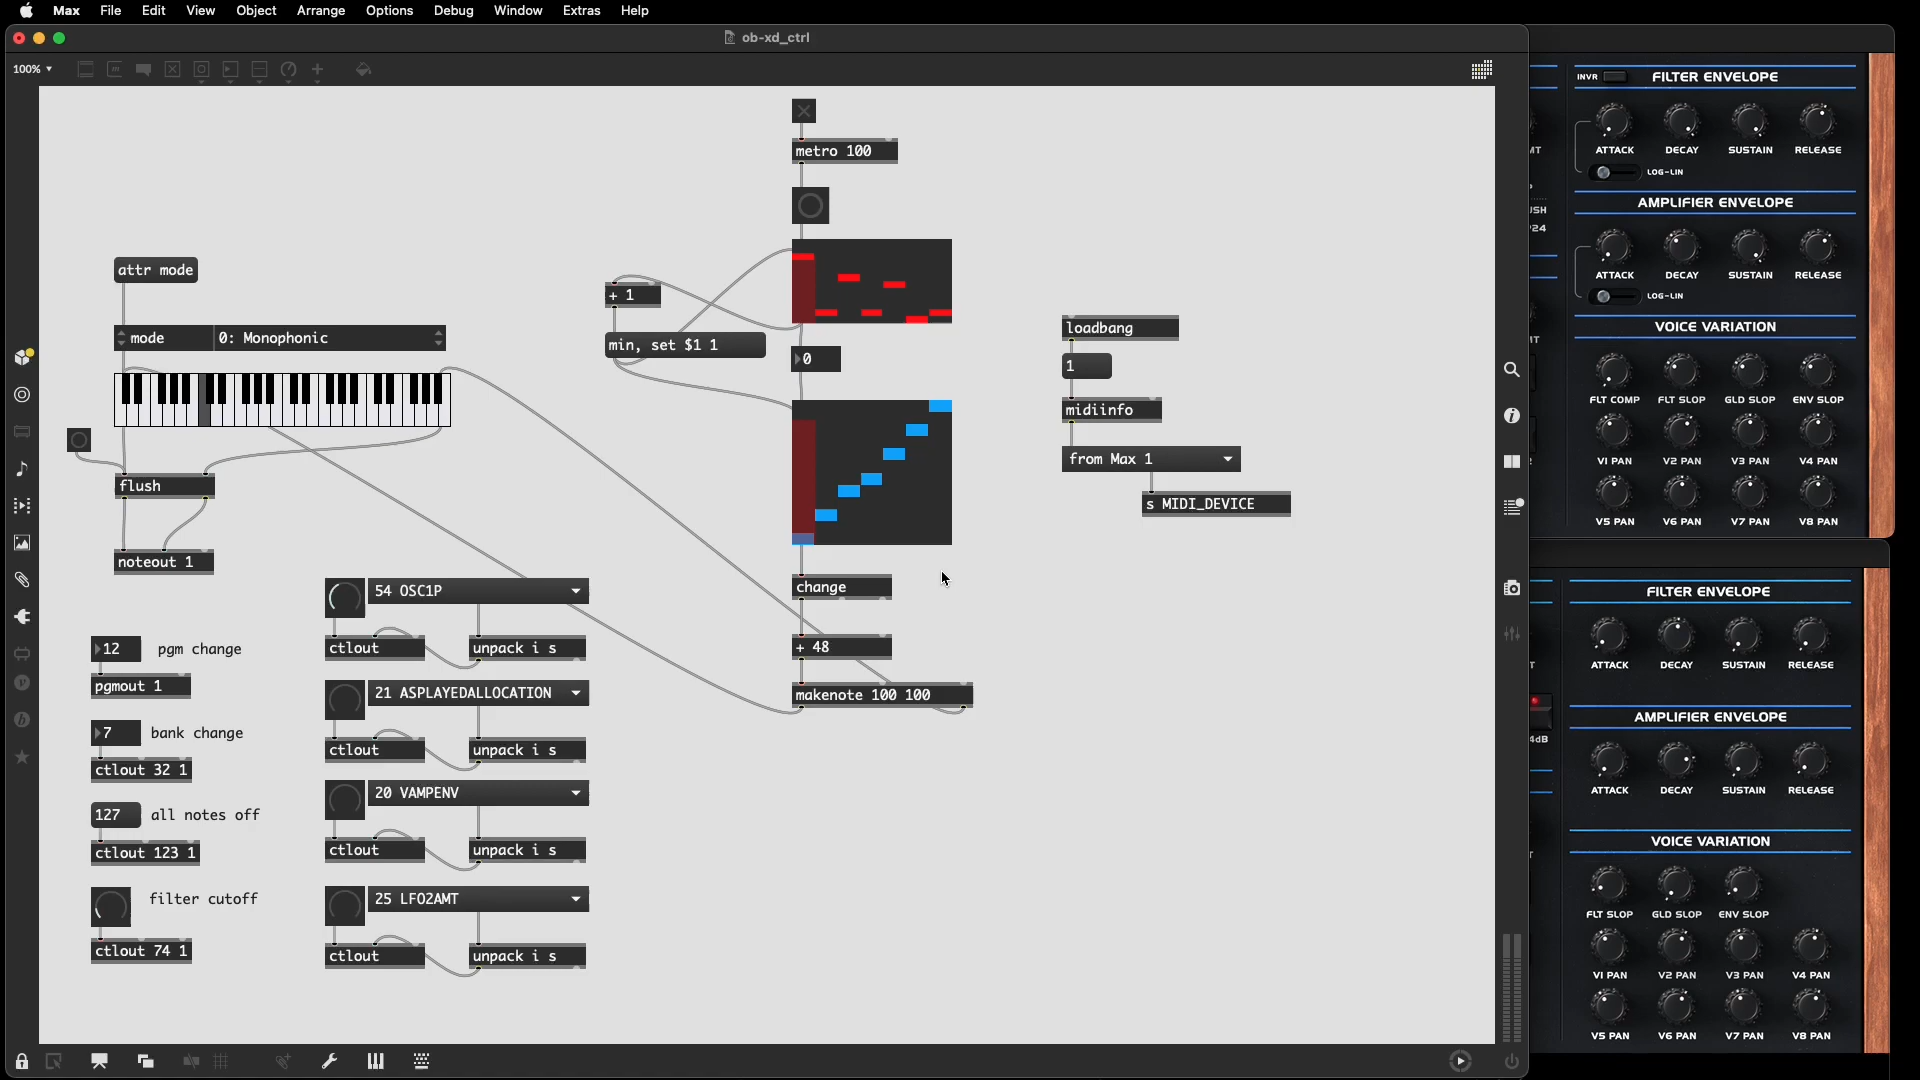 Max File Edit View Object Arrange Options Debug Window Extras Help
ob-xd_ctrl
100%
metro 100
attr mode
mode 0: Monophonic
+ 1
min, set $1 1
0
flush
noteout 1
change
+ 48
makenote 100 100
loadbang
1
midiinfo
from Max 1
s MIDI_DEVICE
12 pgm change
pgmout 1
7 bank change
ctlout 32 1
127 all notes off
ctlout 123 1
filter cutoff
ctlout 74 1
54 OSC1P
ctlout unpack i s
21 ASPLAYEDALLOCATION
ctlout unpack i s
20 VAMPENV
ctlout unpack i s
25 LFO2AMT
ctlout unpack i s
INVR FILTER ENVELOPE
ATTACK DECAY SUSTAIN RELEASE
LOG-LIN
AMPLIFIER ENVELOPE
ATTACK DECAY SUSTAIN RELEASE
LOG-LIN
VOICE VARIATION
FLT COMP FLT SLOP GLD SLOP ENV SLOP
V1 PAN V2 PAN V3 PAN V4 PAN
V5 PAN V6 PAN V7 PAN V8 PAN
FILTER ENVELOPE
ATTACK DECAY SUSTAIN RELEASE
AMPLIFIER ENVELOPE
4dB
ATTACK DECAY SUSTAIN RELEASE
VOICE VARIATION
FLT SLOP GLD SLOP ENV SLOP
V1 PAN V2 PAN V3 PAN V4 PAN
V5 PAN V6 PAN V7 PAN V8 PAN